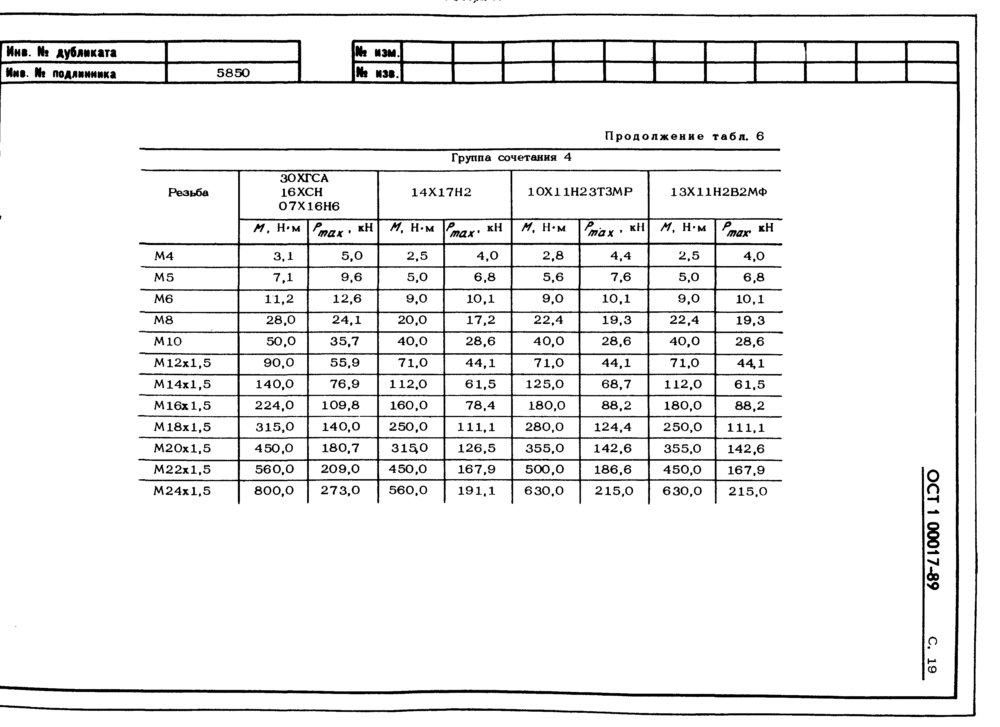 Инв. № дубликата
Инв. № подлинника 5850
№ изм.
№ изв.
Продолжение табл. 6
Группа сочетания 4
Резьба 30ХГСА 16ХСН 07Х16Н6 14Х17Н2 10Х11Н23Т3МР 13Х11Н2В2МФ
М, Н·м Pmax, кН М, Н·м Pmax, кН М, Н·м Pmax, кН М, Н·м Pmax, кН
М4 3,1 5,0 2,5 4,0 2,8 4,4 2,5 4,0
М5 7,1 9,6 5,0 6,8 5,6 7,6 5,0 6,8
М6 11,2 12,6 9,0 10,1 9,0 10,1 9,0 10,1
М8 28,0 24,1 20,0 17,2 22,4 19,3 22,4 19,3
М10 50,0 35,7 40,0 28,6 40,0 28,6 40,0 28,6
М12х1,5 90,0 55,9 71,0 44,1 71,0 44,1 71,0 44,1
М14х1,5 140,0 76,9 112,0 61,5 125,0 68,7 112,0 61,5
М16х1,5 224,0 109,8 160,0 78,4 180,0 88,2 180,0 88,2
М18х1,5 315,0 140,0 250,0 111,1 280,0 124,4 250,0 111,1
М20х1,5 450,0 180,7 315,0 126,5 355,0 142,6 355,0 142,6
М22х1,5 560,0 209,0 450,0 167,9 500,0 186,6 450,0 167,9
М24х1,5 800,0 273,0 560,0 191,1 630,0 215,0 630,0 215,0
ОСТ 1 00017-89 С. 19